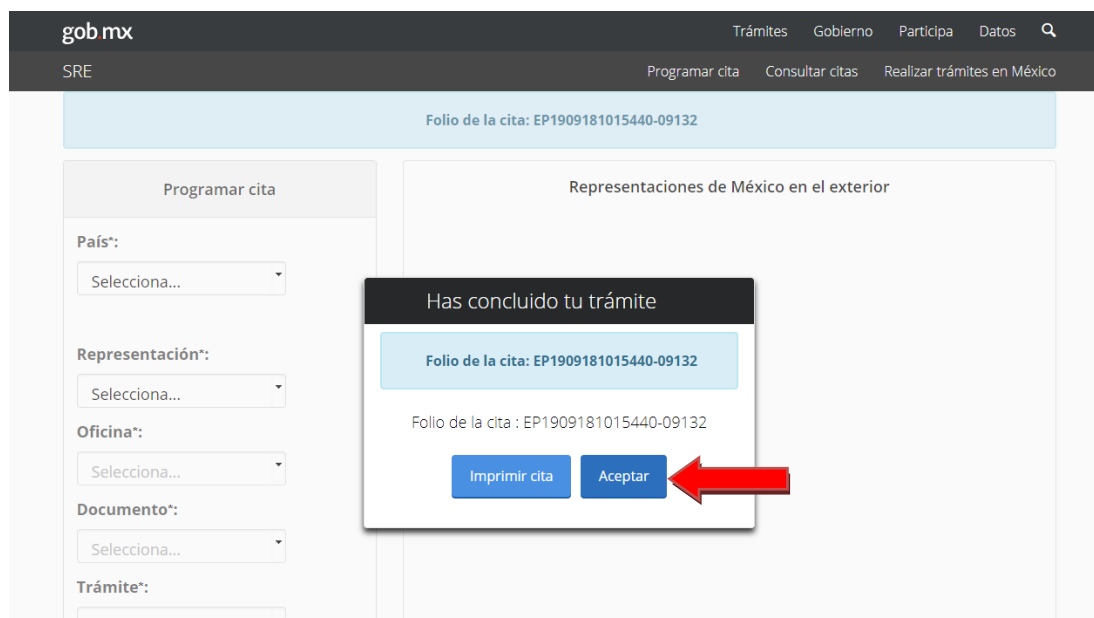 gob.mx
Trámites Gobierno Participa Datos
SRE
Programar cita Consultar citas Realizar trámites en México
Folio de la cita: EP1909181015440-09132
Programar cita
Representaciones de México en el exterior
País*:
Selecciona...
Representación*:
Selecciona...
Oficina*:
Selecciona...
Documento*:
Selecciona...
Trámite*:
Has concluido tu trámite
Folio de la cita: EP1909181015440-09132
Folio de la cita : EP1909181015440-09132
Imprimir cita Aceptar